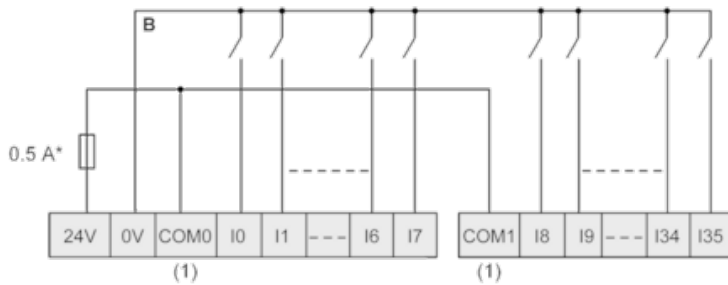 B
0.5 A*
24V 0V COM0 I0 I1 --- I6 I7 COM1 I8 I9 --- I34 I35
(1) (1)